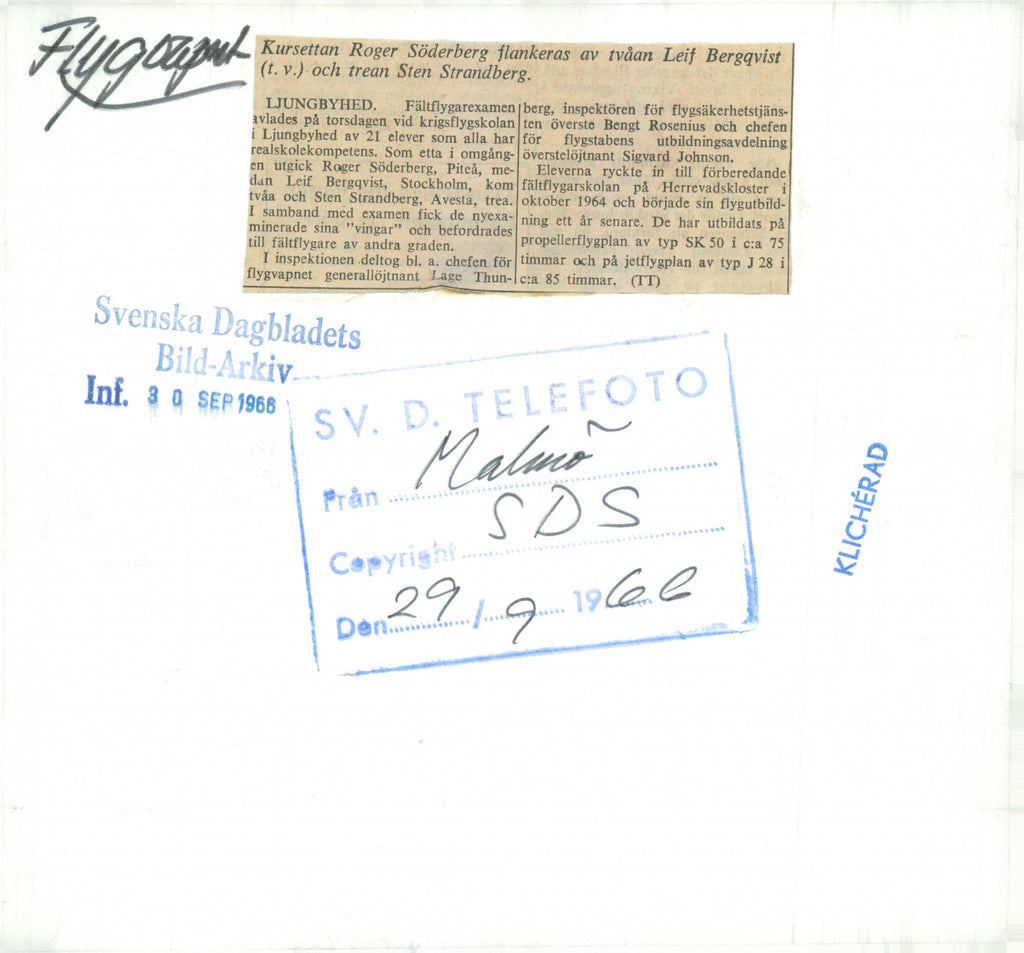 Flygvapnet
Kursettan Roger Söderberg flankeras av tvåan Leif Bergqvist
(t. v.) och trean Sten Strandberg.
LJUNGBYHED. Fältflygarexamen
avlades på torsdagen vid krigsflygskolan
i Ljungbyhed av 21 elever som alla har
realskolekompetens. Som etta i omgång-
en utgick Roger Söderberg, Piteå, me-
dan Leif Bergqvist, Stockholm, kom
tvåa och Sten Strandberg, Avesta, trea.
I samband med examen fick de nyexa-
minerade sina "vingar" och befordrades
till fältflygare av andra graden.
I inspektionen deltog bl. a. chefen för
flygvapnet generallöjtnant Lage Thun-
berg, inspektören för flygsäkerhetstjäns-
ten överste Bengt Rosenius och chefen
för flygstabens utbildningsavdelning
överstelöjtnant Sigvard Johnson.
Eleverna ryckte in till förberedande
fältflygarskolan på Herrevadskloster i
oktober 1964 och började sin flygutbild-
ning ett år senare. De har utbildats på
propellerflygplan av typ SK 50 i c:a 75
timmar och på jetflygplan av typ J 28 i
c:a 85 timmar. (TT)
Svenska Dagbladets
Bild-Arkiv
Inf. 30 SEP 1966
SV. D. TELEFOTO
Från Malmö
Copyright SDS
Den 29 / 9 1966
KLICHÉRAD